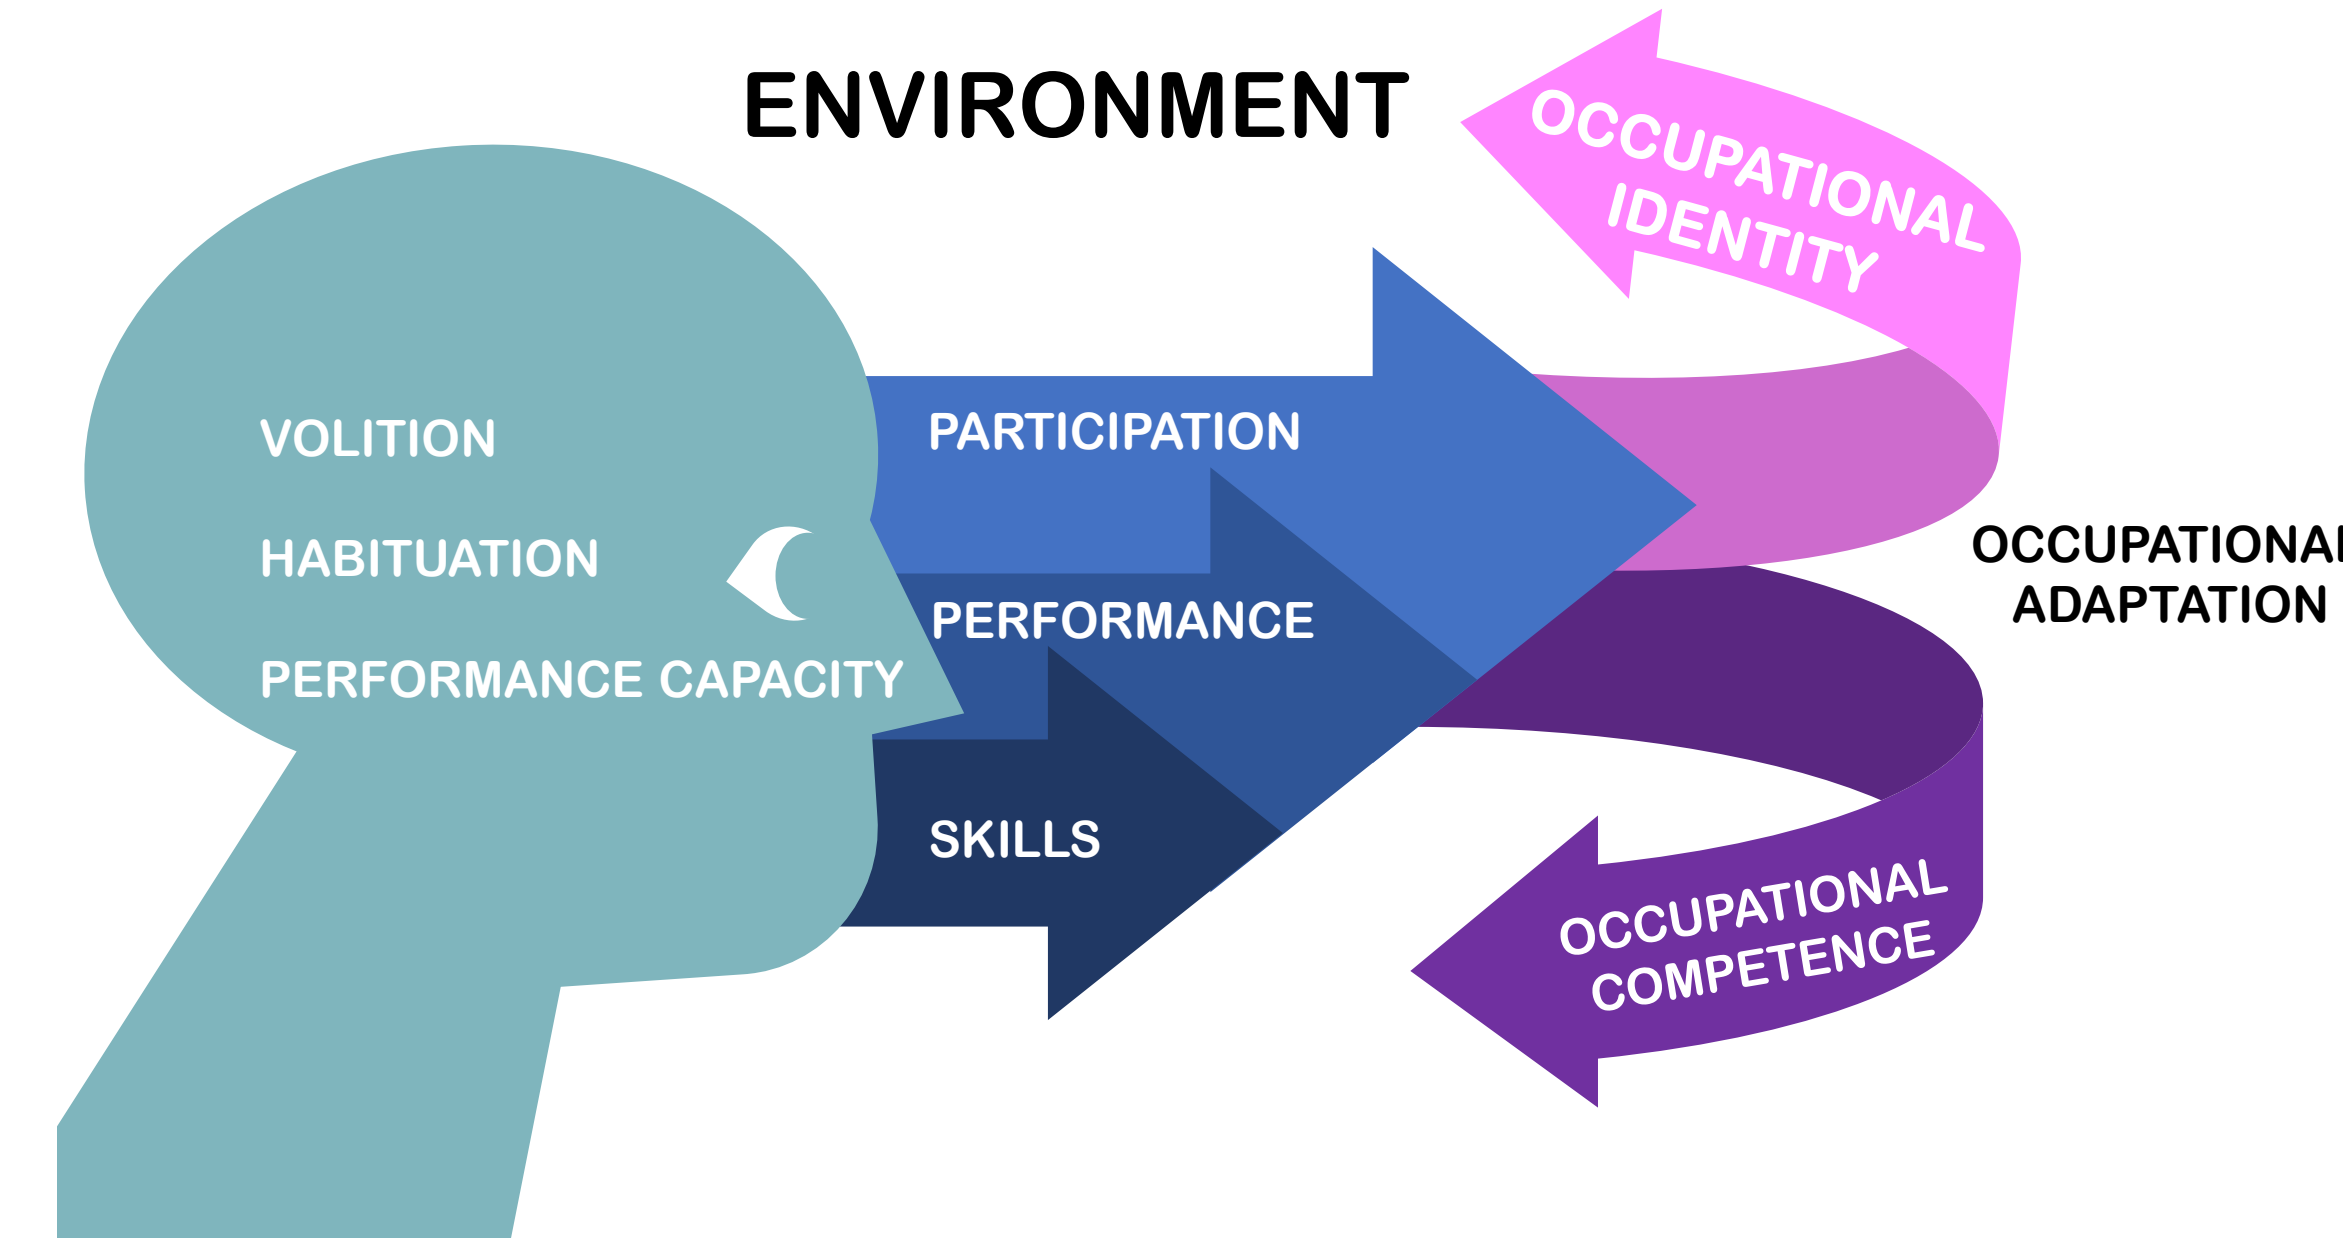 ENVIRONMENT
OCCUPATIONAL
IDENTITY
VOLITION
HABITUATION
PERFORMANCE CAPACITY
PARTICIPATION
PERFORMANCE
SKILLS
OCCUPATIONAL
ADAPTATION
OCCUPATIONAL
COMPETENCE